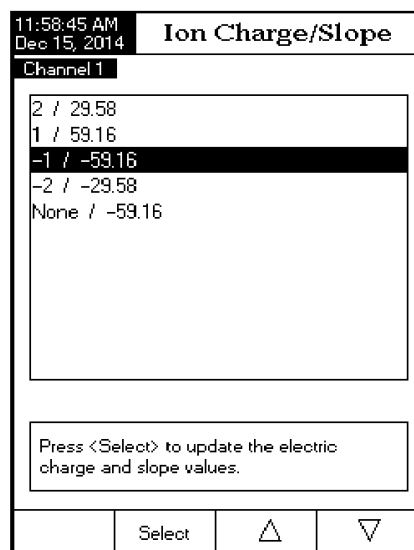 11:58:45 AM
Dec 15, 2014
Ion Charge/Slope
Channel 1
2 / 29.58
1 / 59.16
-1 / -59.16
-2 / -29.58
None / -59.16
Press <Select> to update the electric
charge and slope values.
Select